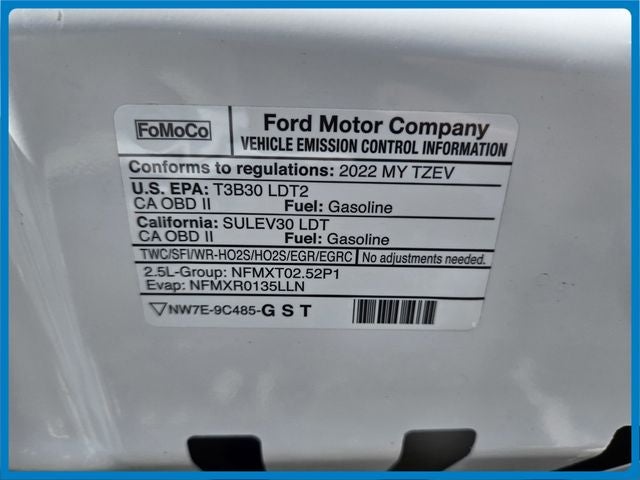 FoMoCo
Ford Motor Company
VEHICLE EMISSION CONTROL INFORMATION
Conforms to regulations: 2022 MY TZEV
U.S. EPA: T3B30 LDT2
CA OBD II Fuel: Gasoline
California: SULEV30 LDT
CA OBD II Fuel: Gasoline
TWC/SFI/WR-HO2S/HO2S/EGR/EGRC No adjustments needed.
2.5L-Group: NFMXT02.52P1
Evap: NFMXR0135LLN
NW7E-9C485-G S T